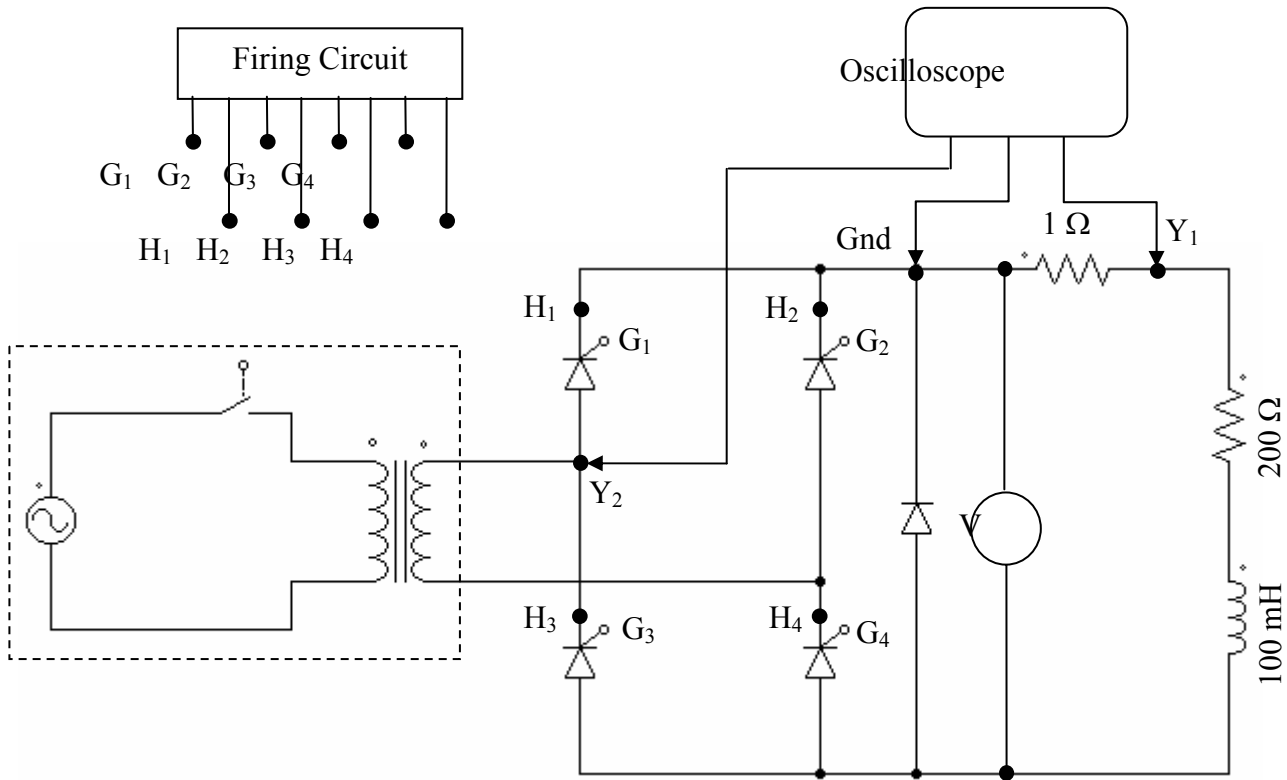 Firing Circuit
Oscilloscope
G₁ G₂ G₃ G₄
H₁ H₂ H₃ H₄
Gnd
1 Ω
Y₁
H₁
G₁
H₂
G₂
200 Ω
Y₂
V
H₃
G₃
H₄
G₄
100 mH